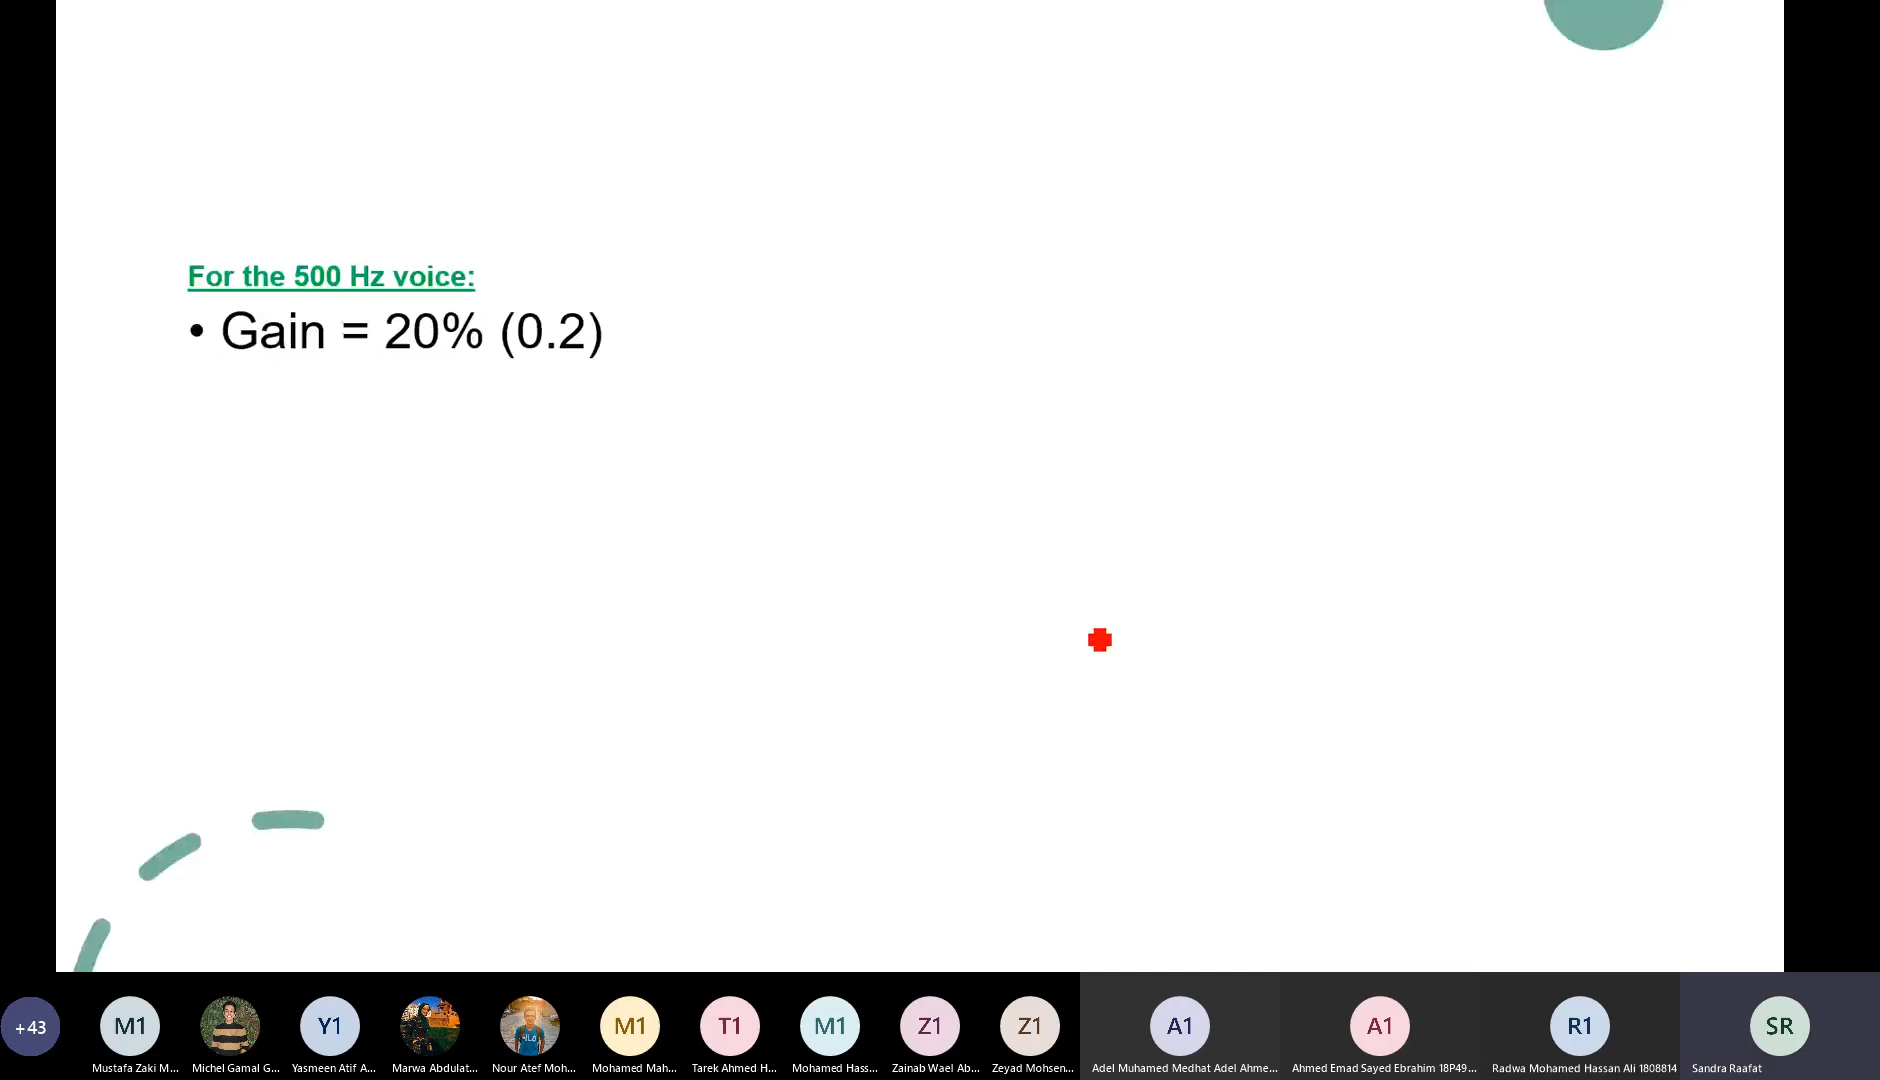 For the 500 Hz voice:
• Gain = 20% (0.2)
+43
M1
Y1
M1
T1
M1
Z1
Z1
A1
A1
R1
SR
Mustafa Zaki M...
Michel Gamal G...
Yasmeen Atif A...
Marwa Abdulat...
Nour Atef Moh...
Mohamed Mah...
Tarek Ahmed H...
Mohamed Hass...
Zainab Wael Ab...
Zeyad Mohsen...
Adel Muhamed Medhat Adel Ahme...
Ahmed Emad Sayed Ebrahim 18P49...
Radwa Mohamed Hassan Ali 1808814
Sandra Raafat